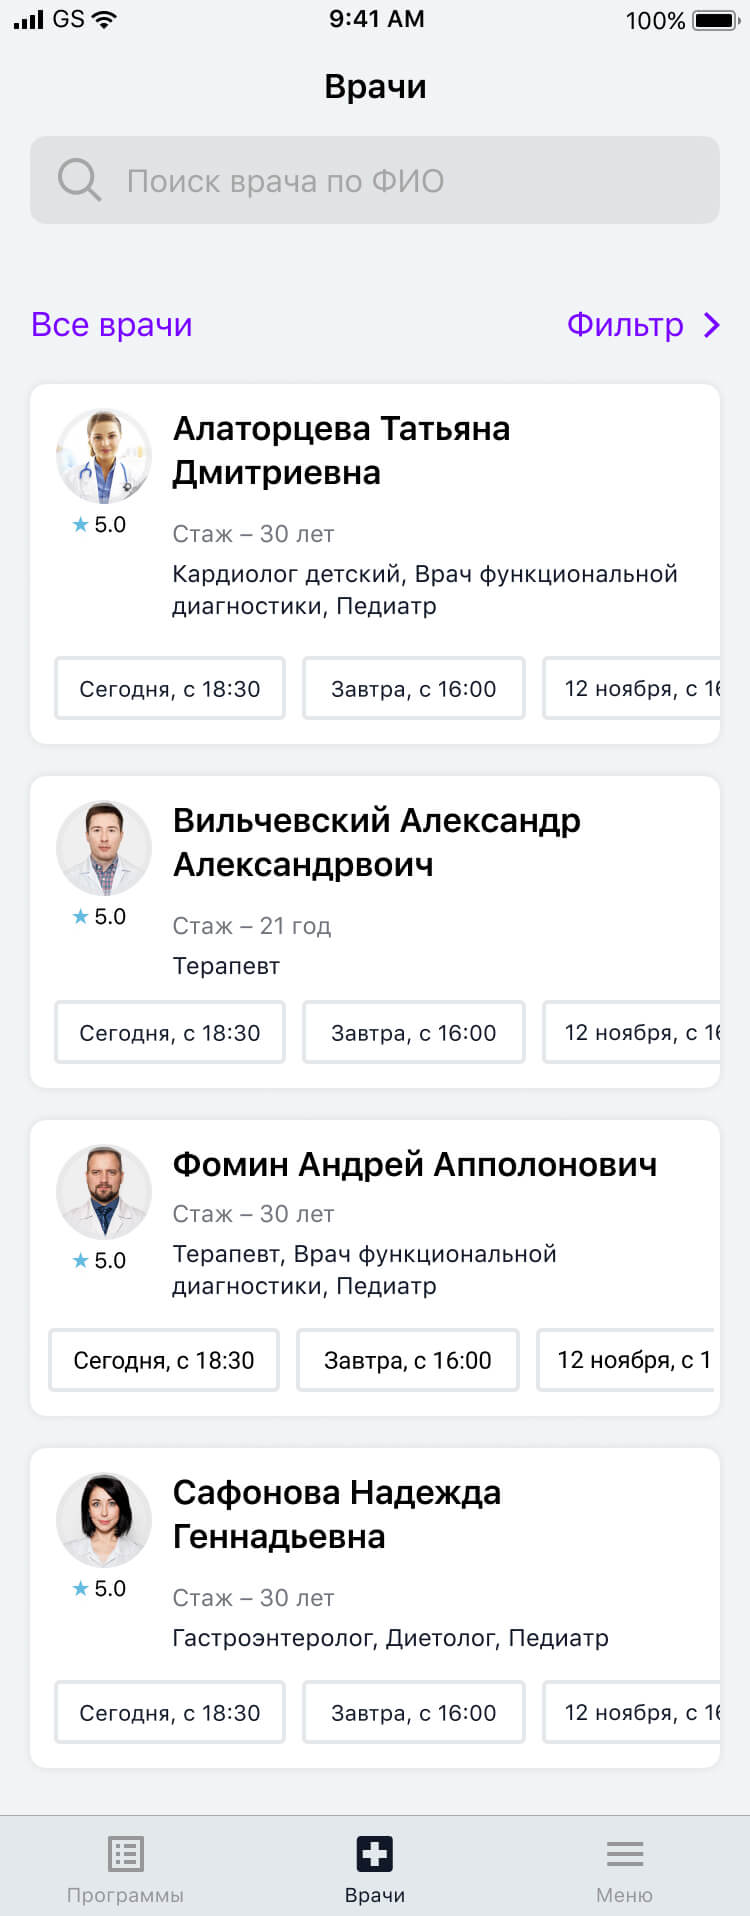 GS 9:41 AM 100%
Врачи
Поиск врача по ФИО
Все врачи Фильтр
Алаторцева Татьяна
Дмитриевна
5.0
Стаж – 30 лет
Кардиолог детский, Врач функциональной
диагностики, Педиатр
Сегодня, с 18:30 Завтра, с 16:00 12 ноября, с 16
Вильчевский Александр
Александрвоич
5.0
Стаж – 21 год
Терапевт
Сегодня, с 18:30 Завтра, с 16:00 12 ноября, с 16
Фомин Андрей Апполонович
Стаж – 30 лет
5.0
Терапевт, Врач функциональной
диагностики, Педиатр
Сегодня, с 18:30 Завтра, с 16:00 12 ноября, с 1
Сафонова Надежда
Геннадьевна
5.0
Стаж – 30 лет
Гастроэнтеролог, Диетолог, Педиатр
Сегодня, с 18:30 Завтра, с 16:00 12 ноября, с 16
Программы Врачи Меню